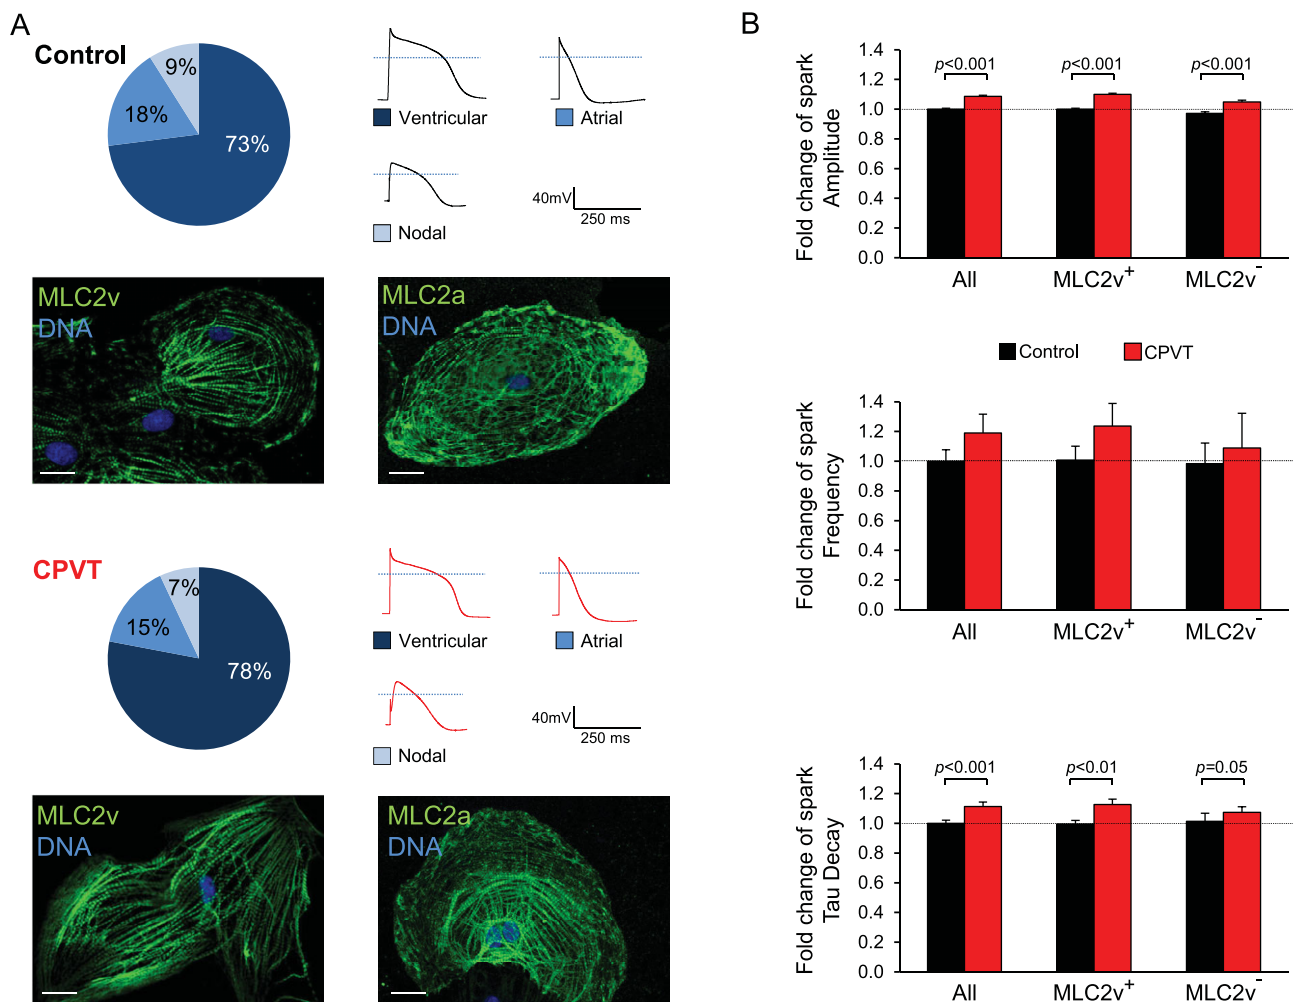 A
Control
9%
18%
73%
Ventricular
Atrial
Nodal
40mV
250 ms
MLC2v
DNA
MLC2a
DNA
CPVT
7%
15%
78%
Ventricular
Atrial
Nodal
40mV
250 ms
MLC2v
DNA
MLC2a
DNA
B
Fold change of spark
Amplitude
1.4
1.2
1.0
0.8
0.6
0.4
0.2
0.0
p<0.001
p<0.001
p<0.001
All
MLC2v+
MLC2v-
Control
CPVT
Fold change of spark
Frequency
1.4
1.2
1.0
0.8
0.6
0.4
0.2
0.0
All
MLC2v+
MLC2v-
Fold change of spark
Tau Decay
1.4
1.2
1.0
0.8
0.6
0.4
0.2
0.0
p<0.001
p<0.01
p=0.05
All
MLC2v+
MLC2v-